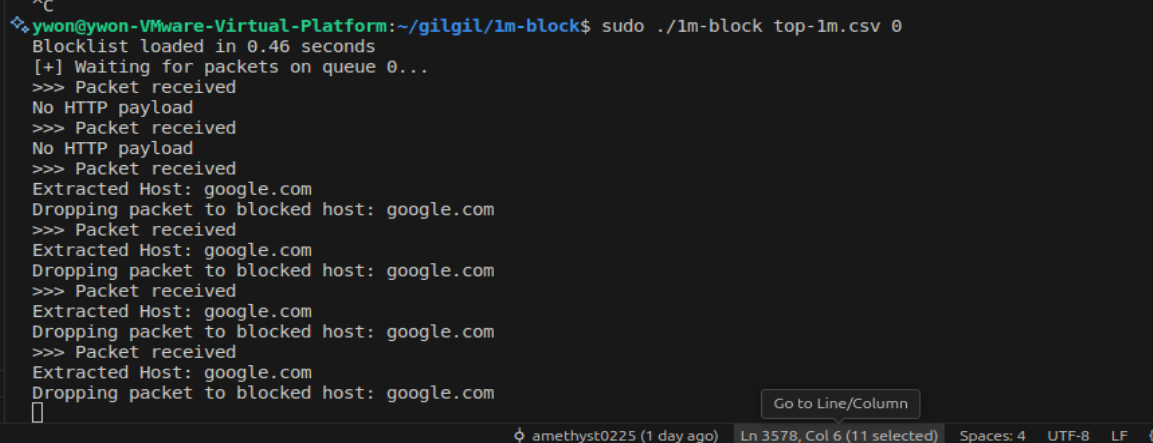 ^C
ywon@ywon-VMware-Virtual-Platform:~/gilgil/1m-block$ sudo ./1m-block top-1m.csv 0
Blocklist loaded in 0.46 seconds
[+] Waiting for packets on queue 0...
>>> Packet received
No HTTP payload
>>> Packet received
No HTTP payload
>>> Packet received
Extracted Host: google.com
Dropping packet to blocked host: google.com
>>> Packet received
Extracted Host: google.com
Dropping packet to blocked host: google.com
>>> Packet received
Extracted Host: google.com
Dropping packet to blocked host: google.com
>>> Packet received
Extracted Host: google.com
Dropping packet to blocked host: google.com
Go to Line/Column
amethyst0225 (1 day ago) Ln 3578, Col 6 (11 selected) Spaces: 4 UTF-8 LF